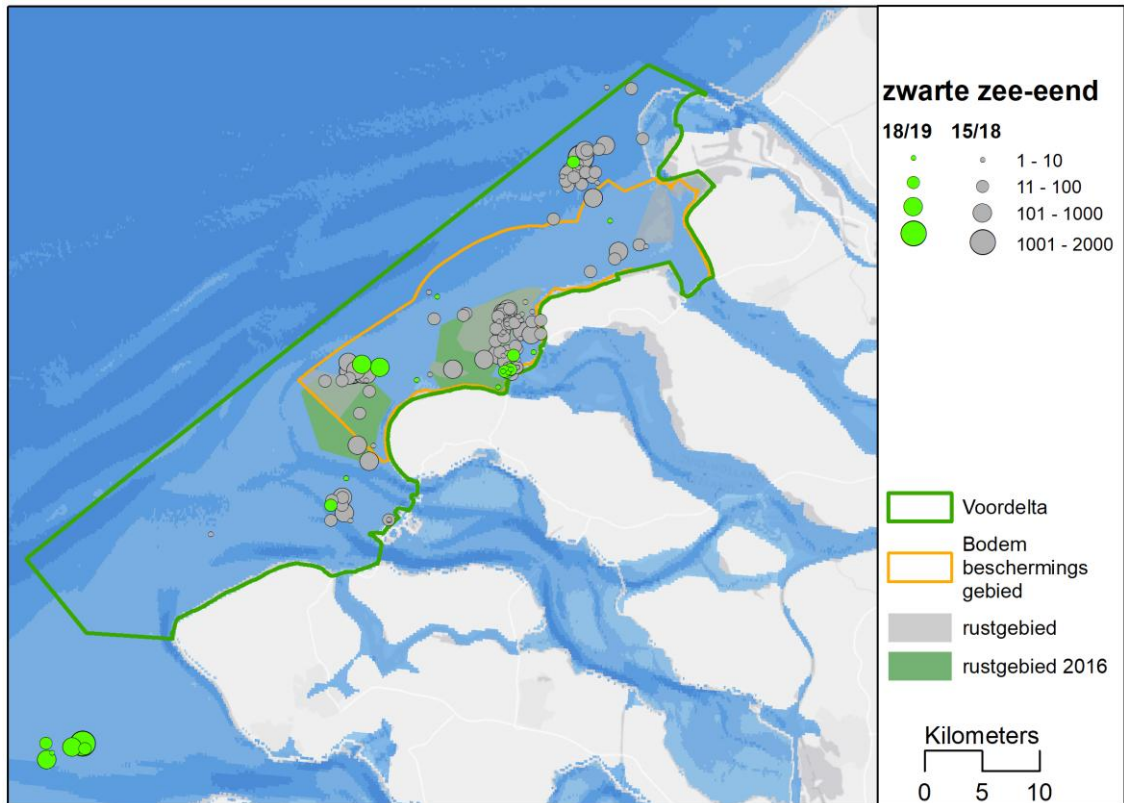 zwarte zee-eend
18/19 15/18
1 - 10
11 - 100
101 - 1000
1001 - 2000
Voordelta
Bodem
beschermings
gebied
rustgebied
rustgebied 2016
Kilometers
0 5 10